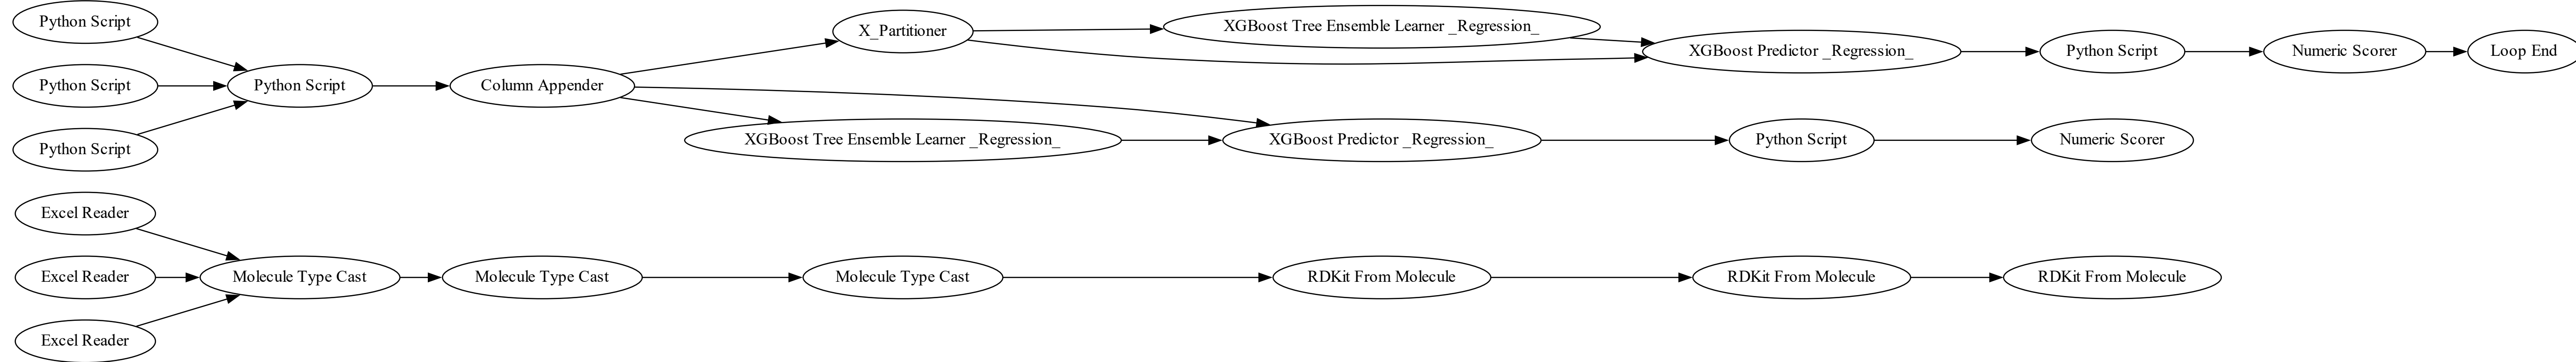 Python Script
Python Script
Python Script
Python Script
Column Appender
X_Partitioner
XGBoost Tree Ensemble Learner _Regression_
XGBoost Predictor _Regression_
Python Script
Numeric Scorer
Loop End
XGBoost Tree Ensemble Learner _Regression_
XGBoost Predictor _Regression_
Python Script
Numeric Scorer
Excel Reader
Excel Reader
Excel Reader
Molecule Type Cast
Molecule Type Cast
Molecule Type Cast
RDKit From Molecule
RDKit From Molecule
RDKit From Molecule